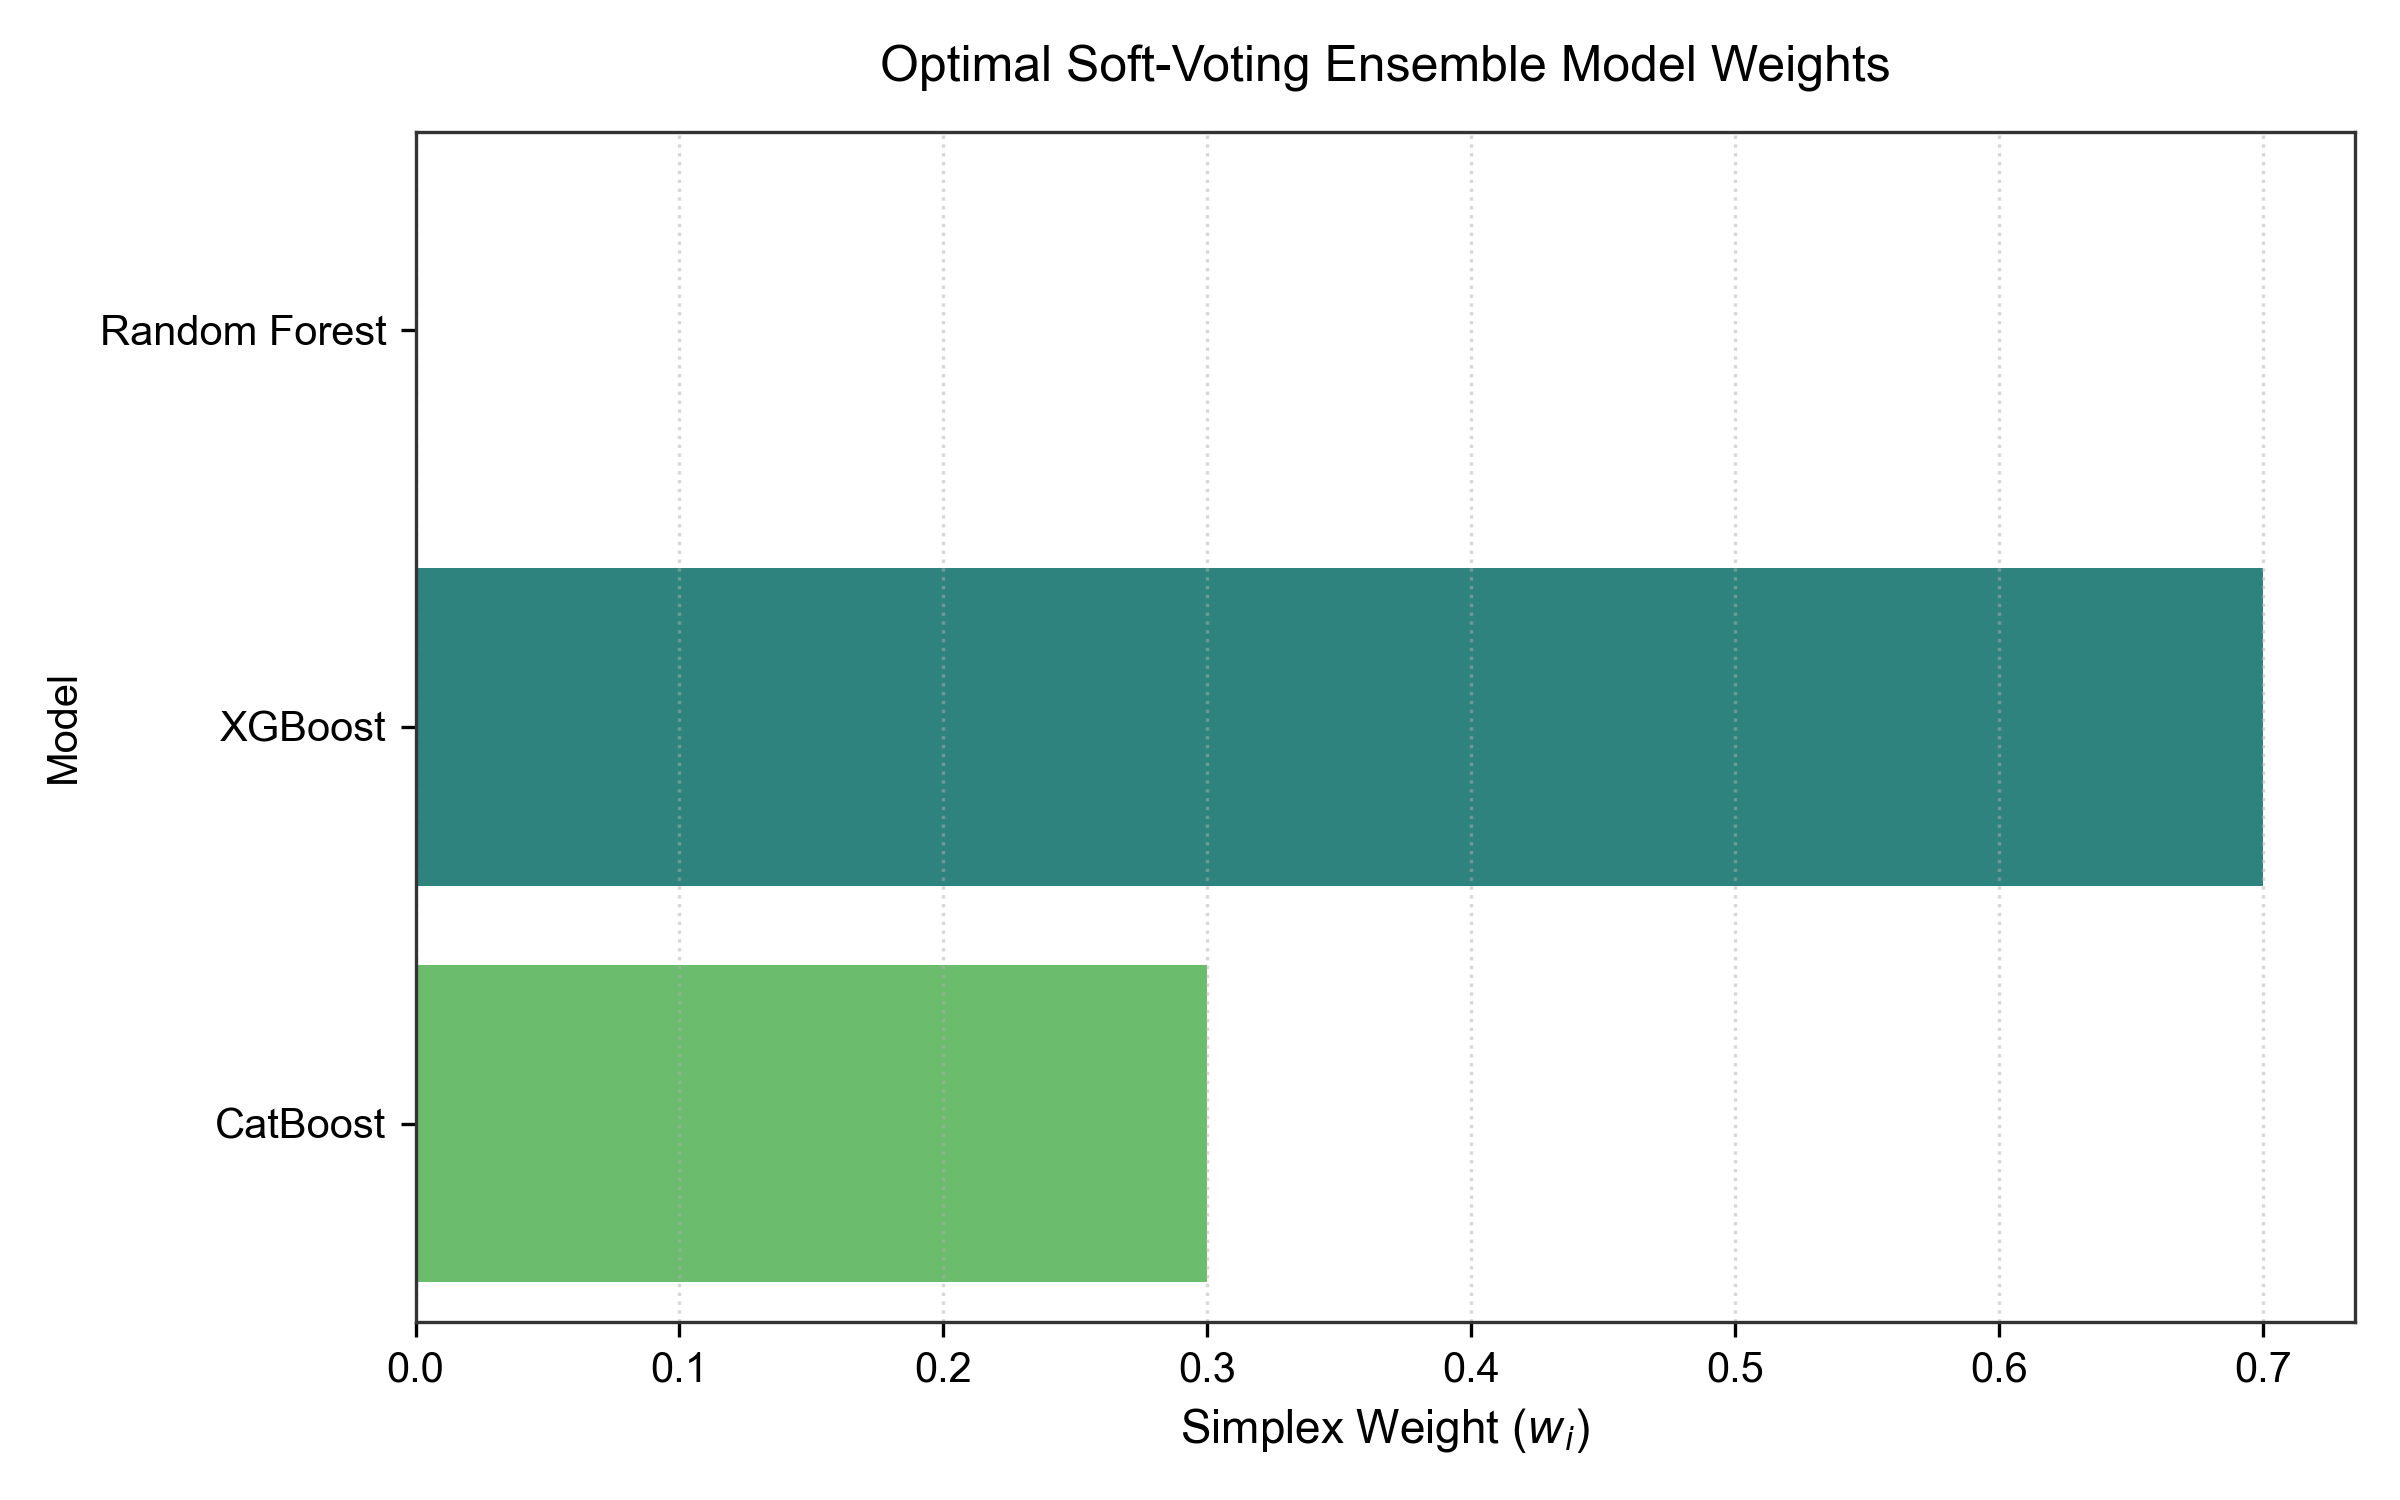 Optimal Soft-Voting Ensemble Model Weights
Random Forest
XGBoost
CatBoost
Model
0.0 0.1 0.2 0.3 0.4 0.5 0.6 0.7
Simplex Weight (wᵢ)